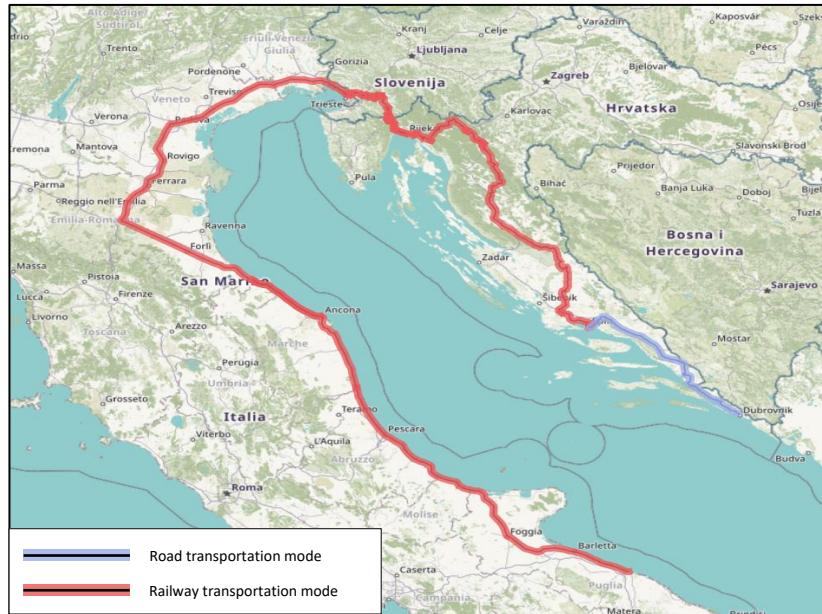 Alto Adige
Südtirol
Kranj
Celje
Varaždin
Kaposvár
Szeks
Trento
Friuli-Venezia
Giulia
Gorizia
Ljubljana
Pécs
Pordenone
Slovenija
Zagreb
Bjelovar
Treviso
Trieste
Osijek
Veneto
Verona
Rijek
Karlovac
Hrvatska
Cremona
Mantova
Slavonski Brod
Rovigo
Pula
Prijedor
Parma
Ferrara
Bihać
Banja Luka
Doboj
Bije
Reggio nell'Emilia
Tuzla
Emilia-Romagna
Ravenna
Bosna i
Hercegovina
Forlì
Zadar
Massa
Pistoia
San Marino
Sarajevo
Lucca
Firenze
Šibenik
Livorno
Ancona
Arezzo
Mostar
Toscana
Marche
Perugia
Umbria
Grosseto
Teramo
Dubrovnik
Italia
Viterbo
L'Aquila
Pescara
Budva
Abruzzo
Roma
Molise
Foggia
Barletta
Road transportation mode
Caserta
Puglia
Railway transportation mode
Campania
Matera
Brindisi